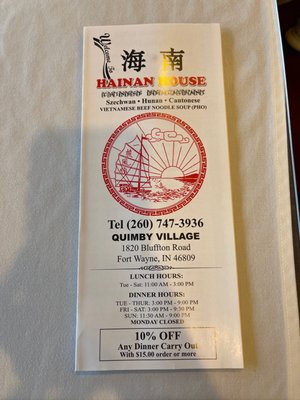 Welcome To
海南
HAINAN HOUSE
Szechwan • Hunan • Cantonese
VIETNAMESE BEEF NOODLE SOUP (PHO)
Tel (260) 747-3936
QUIMBY VILLAGE
1820 Bluffton Road
Fort Wayne, IN 46809
LUNCH HOURS:
Tue - Sat: 11:00 AM - 3:00 PM
DINNER HOURS:
TUE - THUR: 3:00 PM - 9:00 PM
FRI - SAT: 3:00 PM - 9:30 PM
SUN: 11:30 AM - 9:00 PM
MONDAY CLOSED
10% OFF
Any Dinner Carry Out
With $15.00 order or more